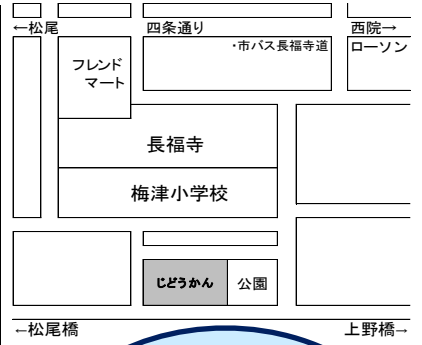 ←松尾
四条通り
西院→
・市バス長福寺道
ローソン
フレンド
マート
長福寺
梅津小学校
じどうかん
公園
←松尾橋
上野橋→